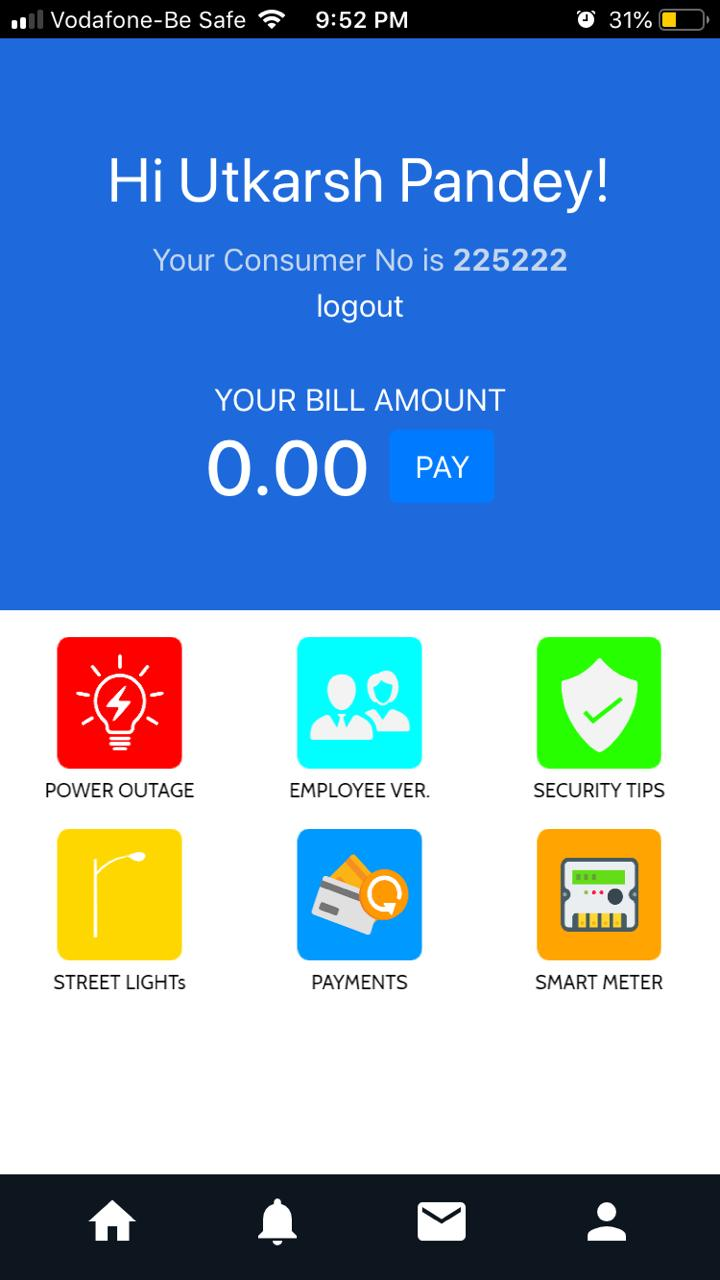 Vodafone-Be Safe 9:52 PM 31%
Hi Utkarsh Pandey!
Your Consumer No is 225222
logout
YOUR BILL AMOUNT
0.00 PAY
POWER OUTAGE EMPLOYEE VER. SECURITY TIPS
STREET LIGHTs PAYMENTS SMART METER